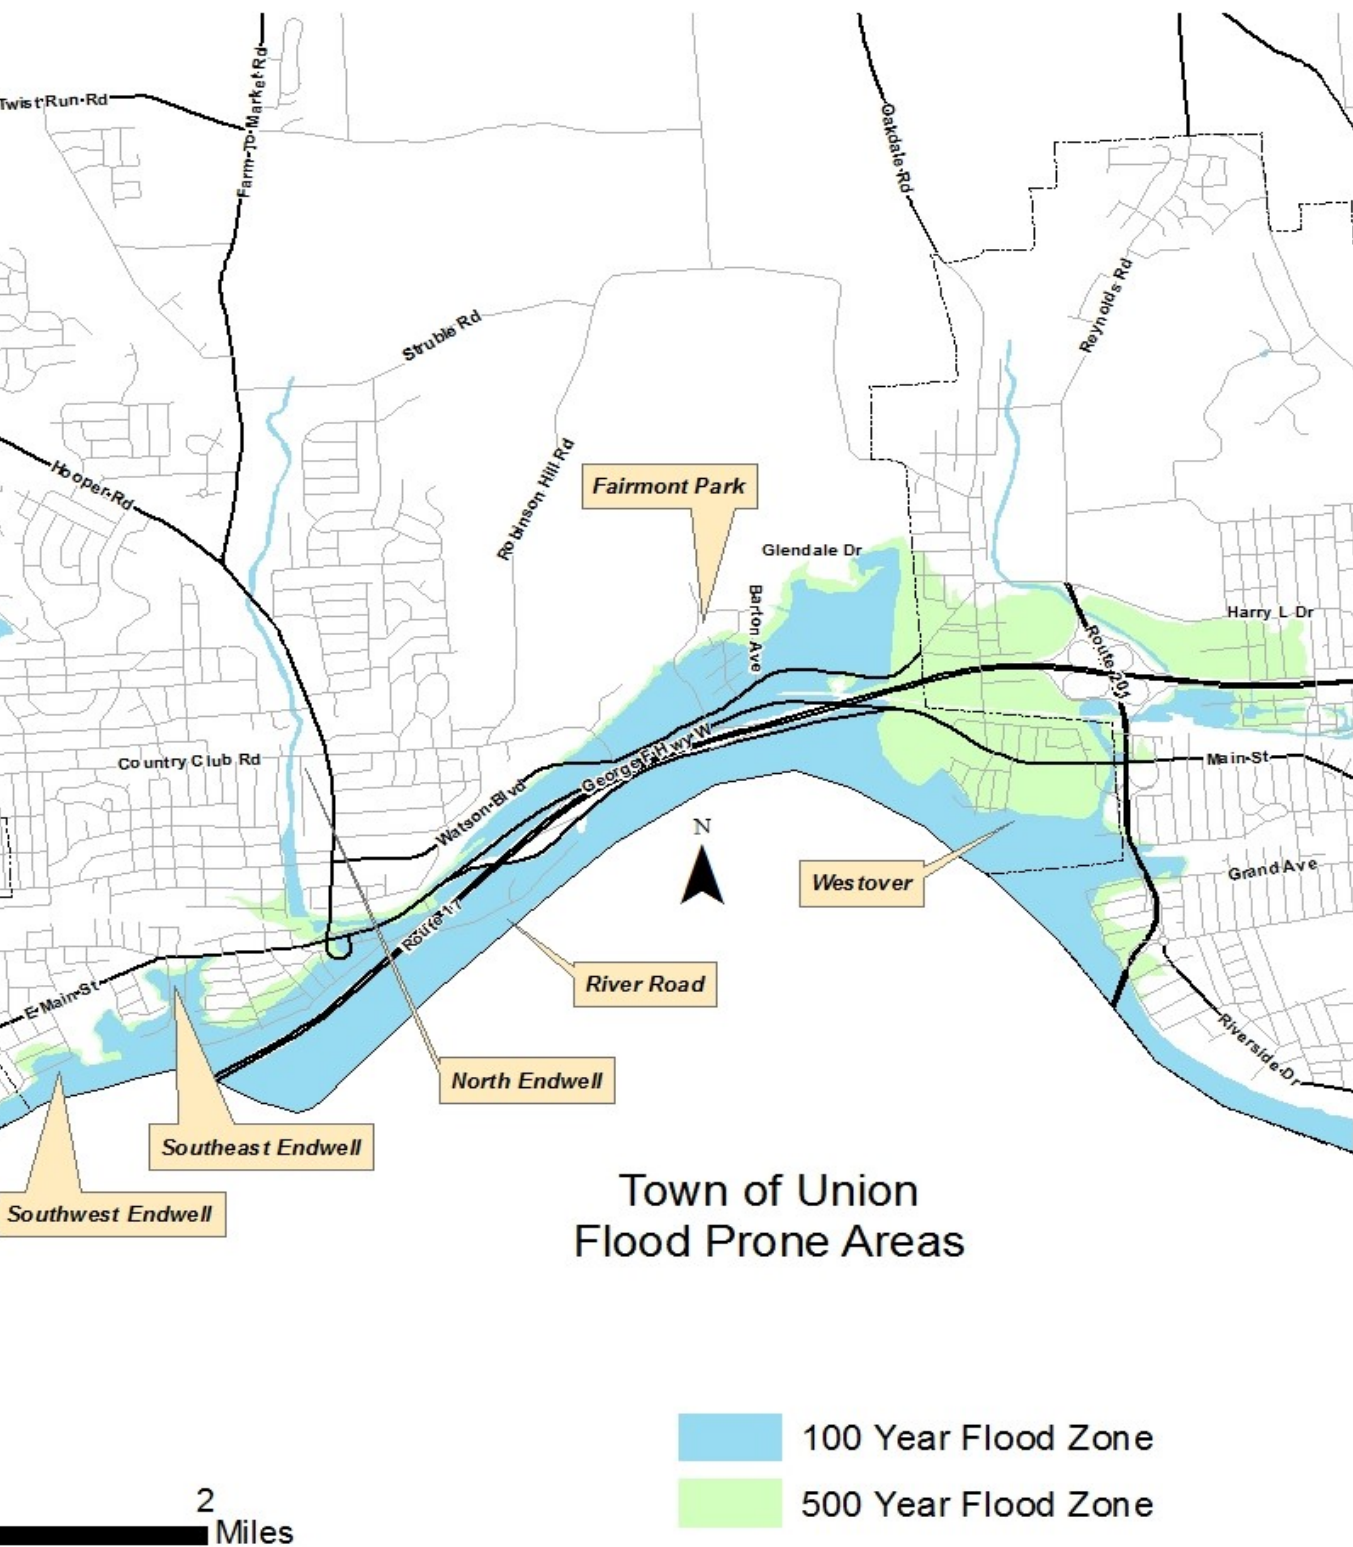 Twist Run Rd
Farm To Market Rd
Oakdale Rd
Reynolds Rd
Struble Rd
Hooper Rd
Robinson Hill Rd
Fairmont Park
Glendale Dr
Barton Ave
Harry L Dr
Route 201
Country Club Rd
George F Hwy W
Main St
Watson Blvd
N
Westover
Grand Ave
Route 17
River Road
E Main St
Riverside Dr
North Endwell
Southeast Endwell
Southwest Endwell
Town of Union
Flood Prone Areas
100 Year Flood Zone
500 Year Flood Zone
2
Miles